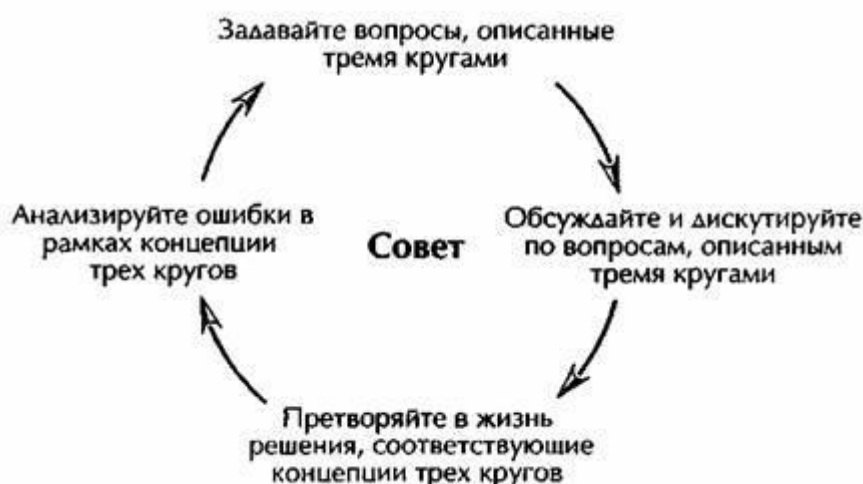 Задавайте вопросы, описанные
тремя кругами
Анализируйте ошибки в
рамках концепции
трех кругов
Совет
Обсуждайте и дискутируйте
по вопросам, описанным
тремя кругами
Претворяйте в жизнь
решения, соответствующие
концепции трех кругов